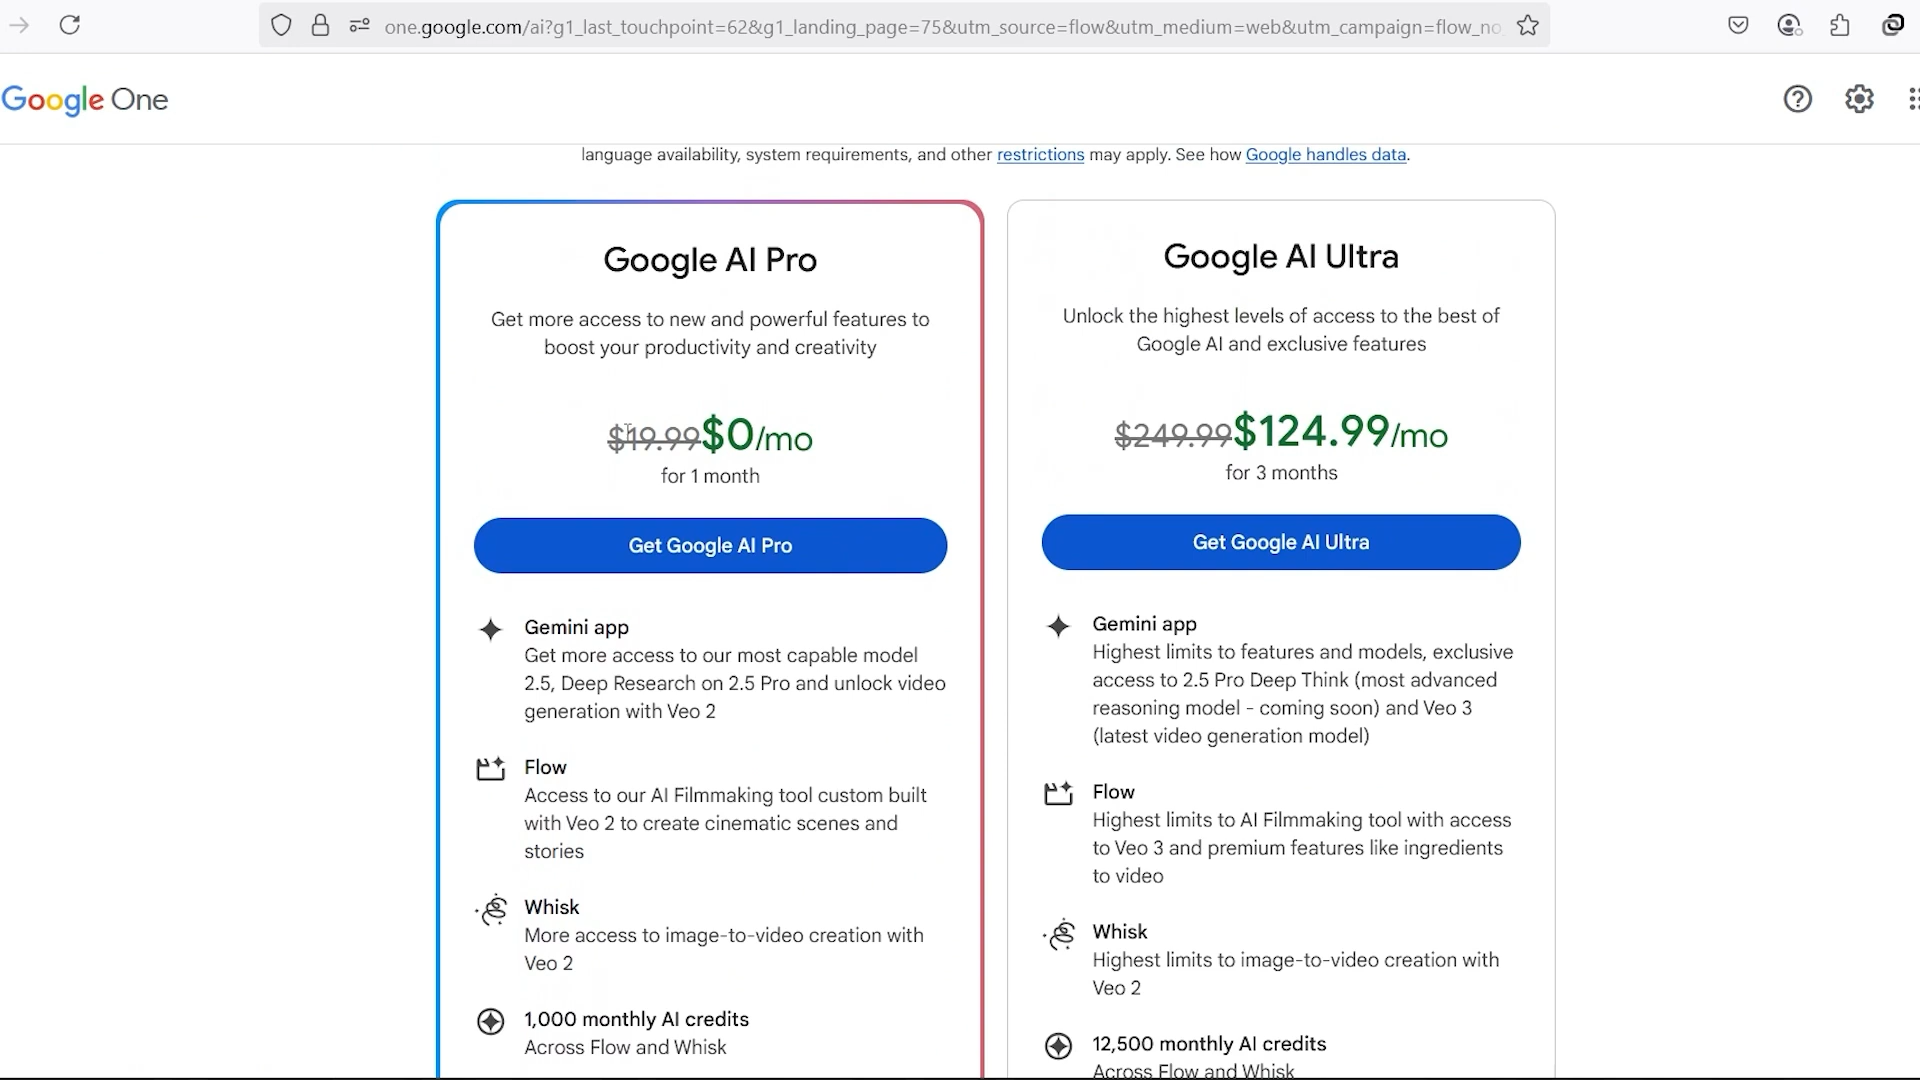 one.google.com/ai?g1_last_touchpoint=62&g1_landing_page=75&utm_source=flow&utm_medium=web&utm_campaign=flow_no
Google One
language availability, system requirements, and other restrictions may apply. See how Google handles data.
Google AI Pro
Get more access to new and powerful features to
boost your productivity and creativity
$19.99 $0/mo
for 1 month
Get Google AI Pro
Gemini app
Get more access to our most capable model
2.5, Deep Research on 2.5 Pro and unlock video
generation with Veo 2
Flow
Access to our AI Filmmaking tool custom built
with Veo 2 to create cinematic scenes and
stories
Whisk
More access to image-to-video creation with
Veo 2
1,000 monthly AI credits
Across Flow and Whisk
Google AI Ultra
Unlock the highest levels of access to the best of
Google AI and exclusive features
$249.99 $124.99/mo
for 3 months
Get Google AI Ultra
Gemini app
Highest limits to features and models, exclusive
access to 2.5 Pro Deep Think (most advanced
reasoning model - coming soon) and Veo 3
(latest video generation model)
Flow
Highest limits to AI Filmmaking tool with access
to Veo 3 and premium features like ingredients
to video
Whisk
Highest limits to image-to-video creation with
Veo 2
12,500 monthly AI credits
Across Flow and Whisk